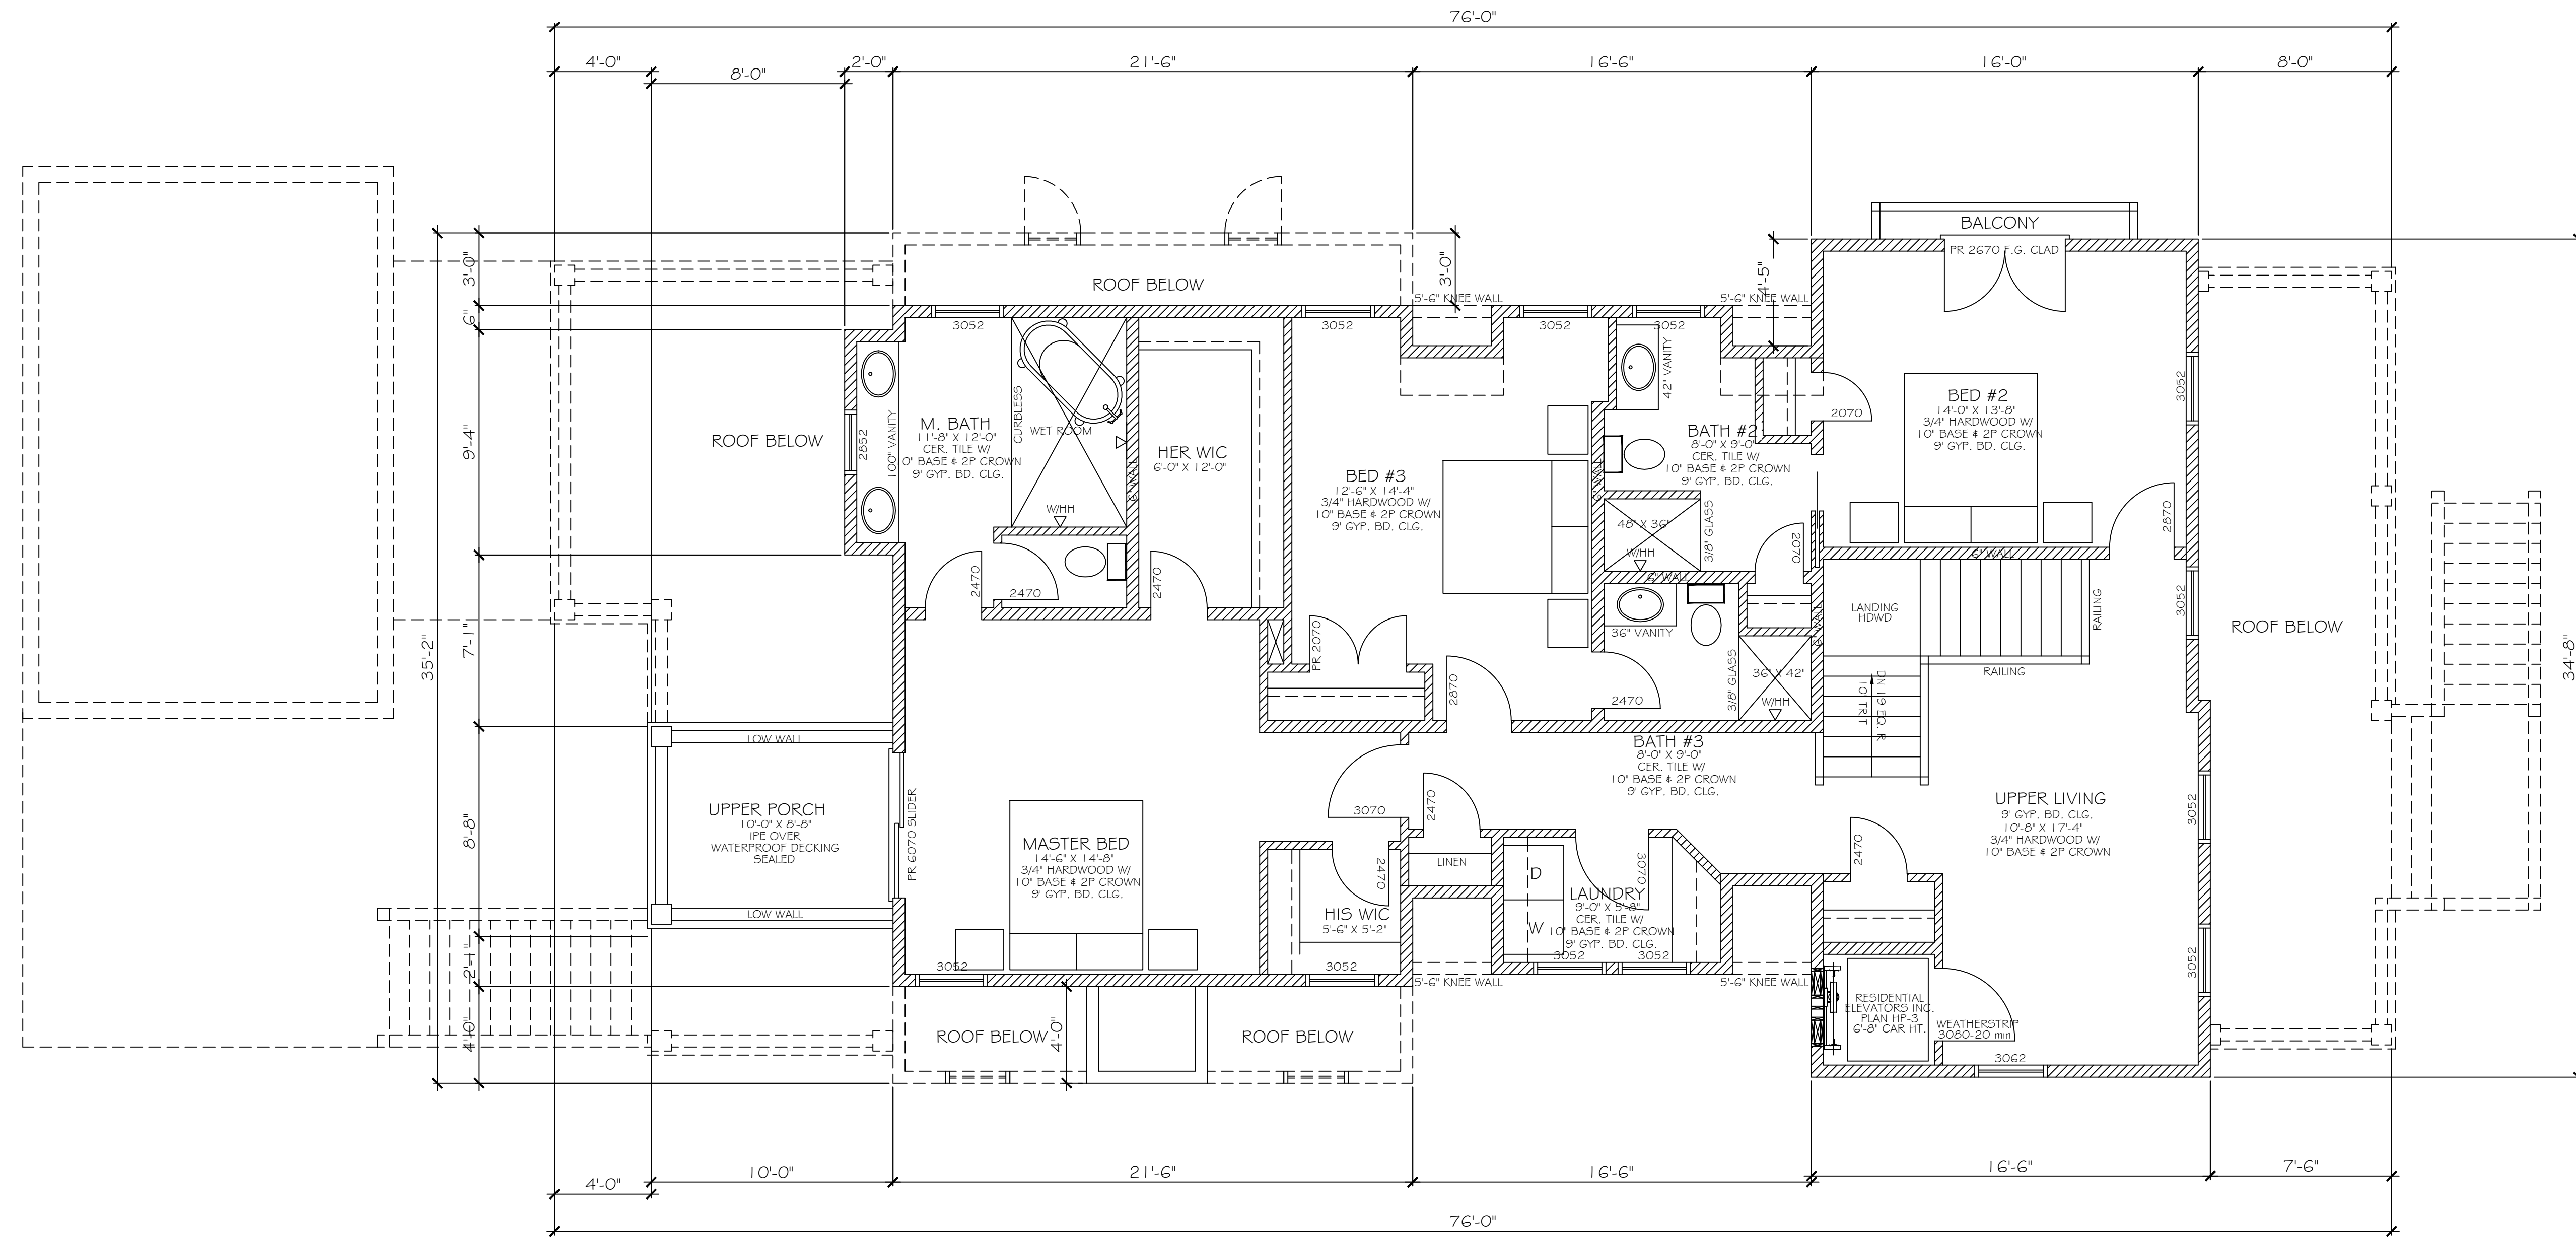 76'-0"
4'-0"
8'-0"
2'-0"
21'-6"
16'-6"
16'-0"
8'-0"
BALCONY
PR 2670 F.G. CLAD
3'-0"
6"
9'-4"
7'-1"
8'-8"
2'-1"
4'-0"
35'-2"
3'-0"
4'-5"
34'-8"
ROOF BELOW
5'-6" KNEE WALL
5'-6" KNEE WALL
3052
3052
3052
3052
ROOF BELOW
2852
100" VANITY
M. BATH
11'-8" X 12'-0"
CER. TILE W/
10" BASE & 2P CROWN
9' GYP. BD. CLG.
CURBLESS
WET ROOM
W/HH
6" WALL
2470
2470
HER WIC
6'-0" X 12'-0"
2470
BED #3
12'-6" X 14'-4"
3/4" HARDWOOD W/
10" BASE & 2P CROWN
9' GYP. BD. CLG.
PR 2070
2870
6" WALL
42" VANITY
BATH #2
8'-0" X 9'-0"
CER. TILE W/
10" BASE & 2P CROWN
9' GYP. BD. CLG.
48" X 36"
W/HH
3/8" GLASS
2070
2070
6" WALL
36" VANITY
3/8" GLASS
36" X 42"
W/HH
2470
6" WALL
BATH #3
8'-0" X 9'-0"
CER. TILE W/
10" BASE & 2P CROWN
9' GYP. BD. CLG.
BED #2
14'-0" X 13'-8"
3/4" HARDWOOD W/
10" BASE & 2P CROWN
9' GYP. BD. CLG.
3052
2870
6" WALL
LANDING
HDWD
RAILING
RAILING
DN 19 EQ. R
10" TR T
3052
ROOF BELOW
UPPER LIVING
9' GYP. BD. CLG.
10'-8" X 17'-4"
3/4" HARDWOOD W/
10" BASE & 2P CROWN
3052
3052
LOW WALL
UPPER PORCH
10'-0" X 8'-8"
IPE OVER
WATERPROOF DECKING
SEALED
LOW WALL
PR 6070 SLIDER
MASTER BED
14'-6" X 14'-8"
3/4" HARDWOOD W/
10" BASE & 2P CROWN
9' GYP. BD. CLG.
3052
3070
2470
2470
HIS WIC
5'-6" X 5'-2"
3052
LINEN
D
W
3070
LAUNDRY
9'-0" X 5'-8"
CER. TILE W/
10" BASE & 2P CROWN
9' GYP. BD. CLG.
3052
3052
5'-6" KNEE WALL
5'-6" KNEE WALL
2470
RESIDENTIAL
ELEVATORS INC.
PLAN HP-3
6'-8" CAR HT.
WEATHERSTRIP
3080-20 min
3062
ROOF BELOW
4'-0"
ROOF BELOW
4'-0"
10'-0"
21'-6"
16'-6"
16'-6"
7'-6"
76'-0"